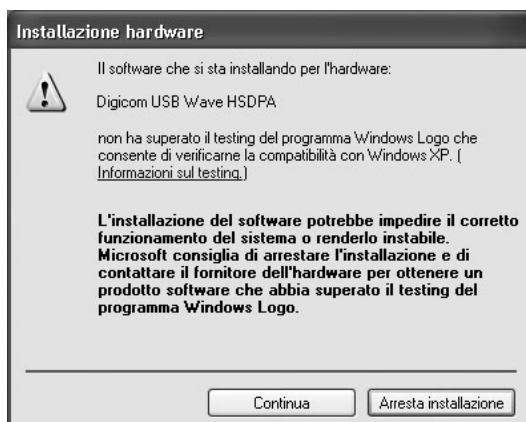 Installazione hardware
Il software che si sta installando per l'hardware:
Digicom USB Wave HSDPA
non ha superato il testing del programma Windows Logo che
consente di verificarne la compatibilità con Windows XP. (
Informazioni sul testing.)
L'installazione del software potrebbe impedire il corretto
funzionamento del sistema o renderlo instabile.
Microsoft consiglia di arrestare l'installazione e di
contattare il fornitore dell'hardware per ottenere un
prodotto software che abbia superato il testing del
programma Windows Logo.
Continua
Arresta installazione